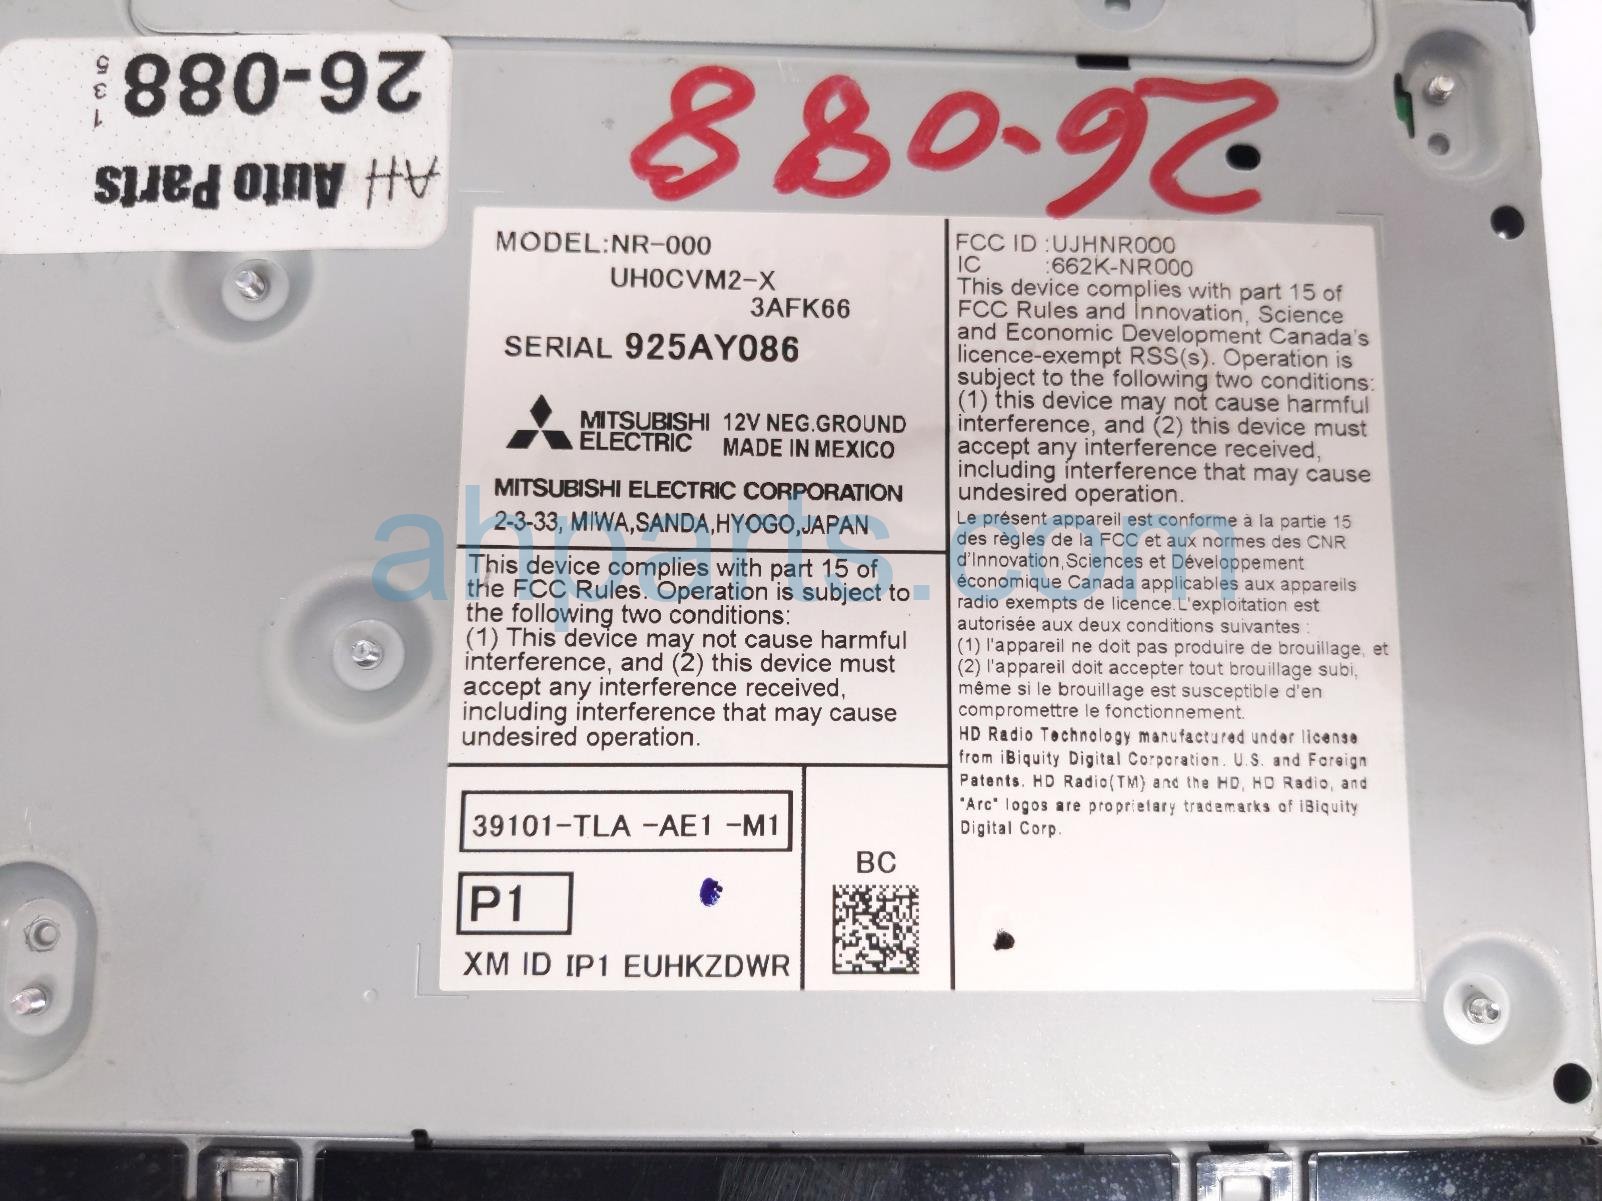 26-088
1 3 5
AH Auto Parts
26-088
MODEL:NR-000
UH0CVM2-X
3AFK66
SERIAL 925AY086
MITSUBISHI ELECTRIC
12V NEG.GROUND
MADE IN MEXICO
MITSUBISHI ELECTRIC CORPORATION
2-3-33, MIWA,SANDA,HYOGO,JAPAN
This device complies with part 15 of
the FCC Rules. Operation is subject to
the following two conditions:
(1) This device may not cause harmful
interference, and (2) this device must
accept any interference received,
including interference that may cause
undesired operation.
39101-TLA -AE1 -M1
P1
XM ID IP1 EUHKZDWR
BC
FCC ID :UJHNR000
IC :662K-NR000
This device complies with part 15 of
FCC Rules and Innovation, Science
and Economic Development Canada's
licence-exempt RSS(s). Operation is
subject to the following two conditions:
(1) this device may not cause harmful
interference, and (2) this device must
accept any interference received,
including interference that may cause
undesired operation.
Le présent appareil est conforme à la partie 15
des règles de la FCC et aux normes des CNR
d'Innovation,Sciences et Développement
économique Canada applicables aux appareils
radio exempts de licence.L'exploitation est
autorisée aux deux conditions suivantes :
(1) l'appareil ne doit pas produire de brouillage, et
(2) l'appareil doit accepter tout brouillage subi,
même si le brouillage est susceptible d'en
compromettre le fonctionnement.
HD Radio Technology manufactured under license
from iBiquity Digital Corporation. U.S. and Foreign
Patents. HD Radio(TM) and the HD, HD Radio, and
"Arc" logos are proprietary trademarks of iBiquity
Digital Corp.
ahparts.com